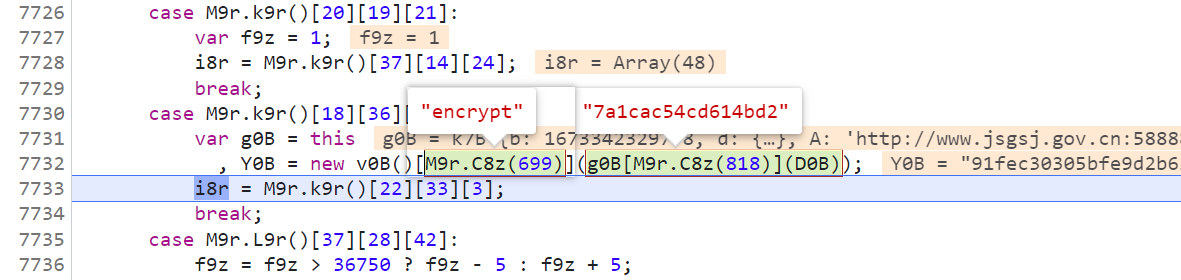 7726 case M9r.k9r()[20][19][21]:
7727 var f9z = 1; f9z = 1
7728 i8r = M9r.k9r()[37][14][24]; i8r = Array(48)
7729 break;
7730 case M9r.k9r()[18][36]
"encrypt" "7a1cac54cd614bd2"
7731 var g0B = this g0B = k7B {b: 1673342329778, d: {…}, A: 'http://www.jsgsj.gov.cn:58888
7732 , Y0B = new v0B()[M9r.C8z(699)](g0B[M9r.C8z(818)](D0B)); Y0B = "91fec30305bfe9d2b6
7733 i8r = M9r.k9r()[22][33][3];
7734 break;
7735 case M9r.L9r()[37][28][42]:
7736 f9z = f9z > 36750 ? f9z - 5 : f9z + 5;